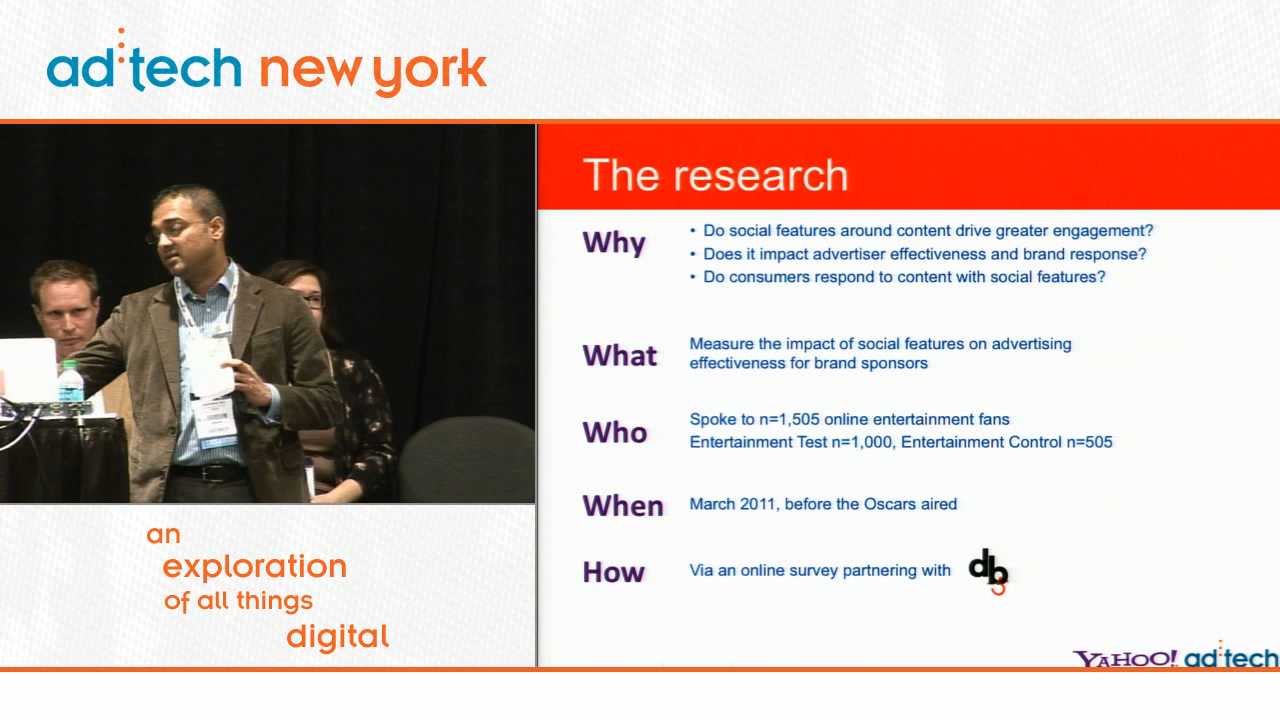 ad:tech new york
The research
Why
• Do social features around content drive greater engagement?
• Does it impact advertiser effectiveness and brand response?
• Do consumers respond to content with social features?
What
Measure the impact of social features on advertising
effectiveness for brand sponsors
Who
Spoke to n=1,505 online entertainment fans
Entertainment Test n=1,000, Entertainment Control n=505
When
March 2011, before the Oscars aired
How
Via an online survey partnering with
db3
YAHOO! ad:tech
an
exploration
of all things
digital